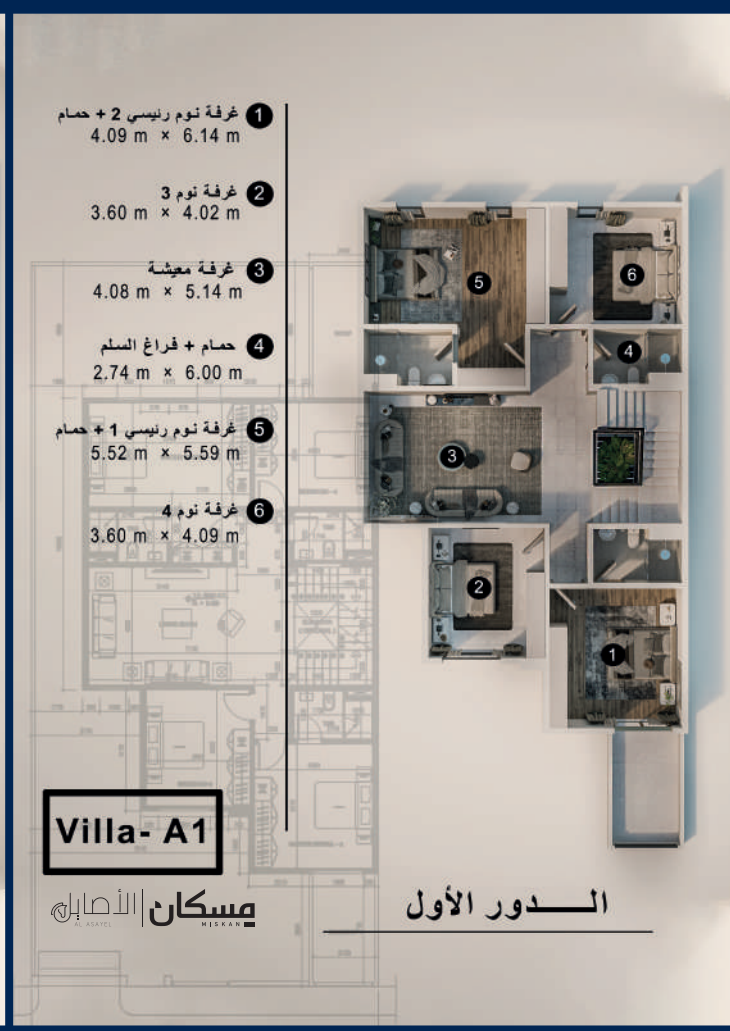 1 غرفة نوم رئيسي 2 + حمام
4.09 m × 6.14 m
2 غرفة نوم 3
3.60 m × 4.02 m
3 غرفة معيشة
4.08 m × 5.14 m
4 حمام + فراغ السلم
2.74 m × 6.00 m
5 غرفة نوم رئيسي 1 + حمام
5.52 m × 5.59 m
6 غرفة نوم 4
3.60 m × 4.09 m
5
6
4
3
2
1
Villa- A1
مسكان | الأصايل
MISKAN
AL ASAYEL
الـــدور الأول